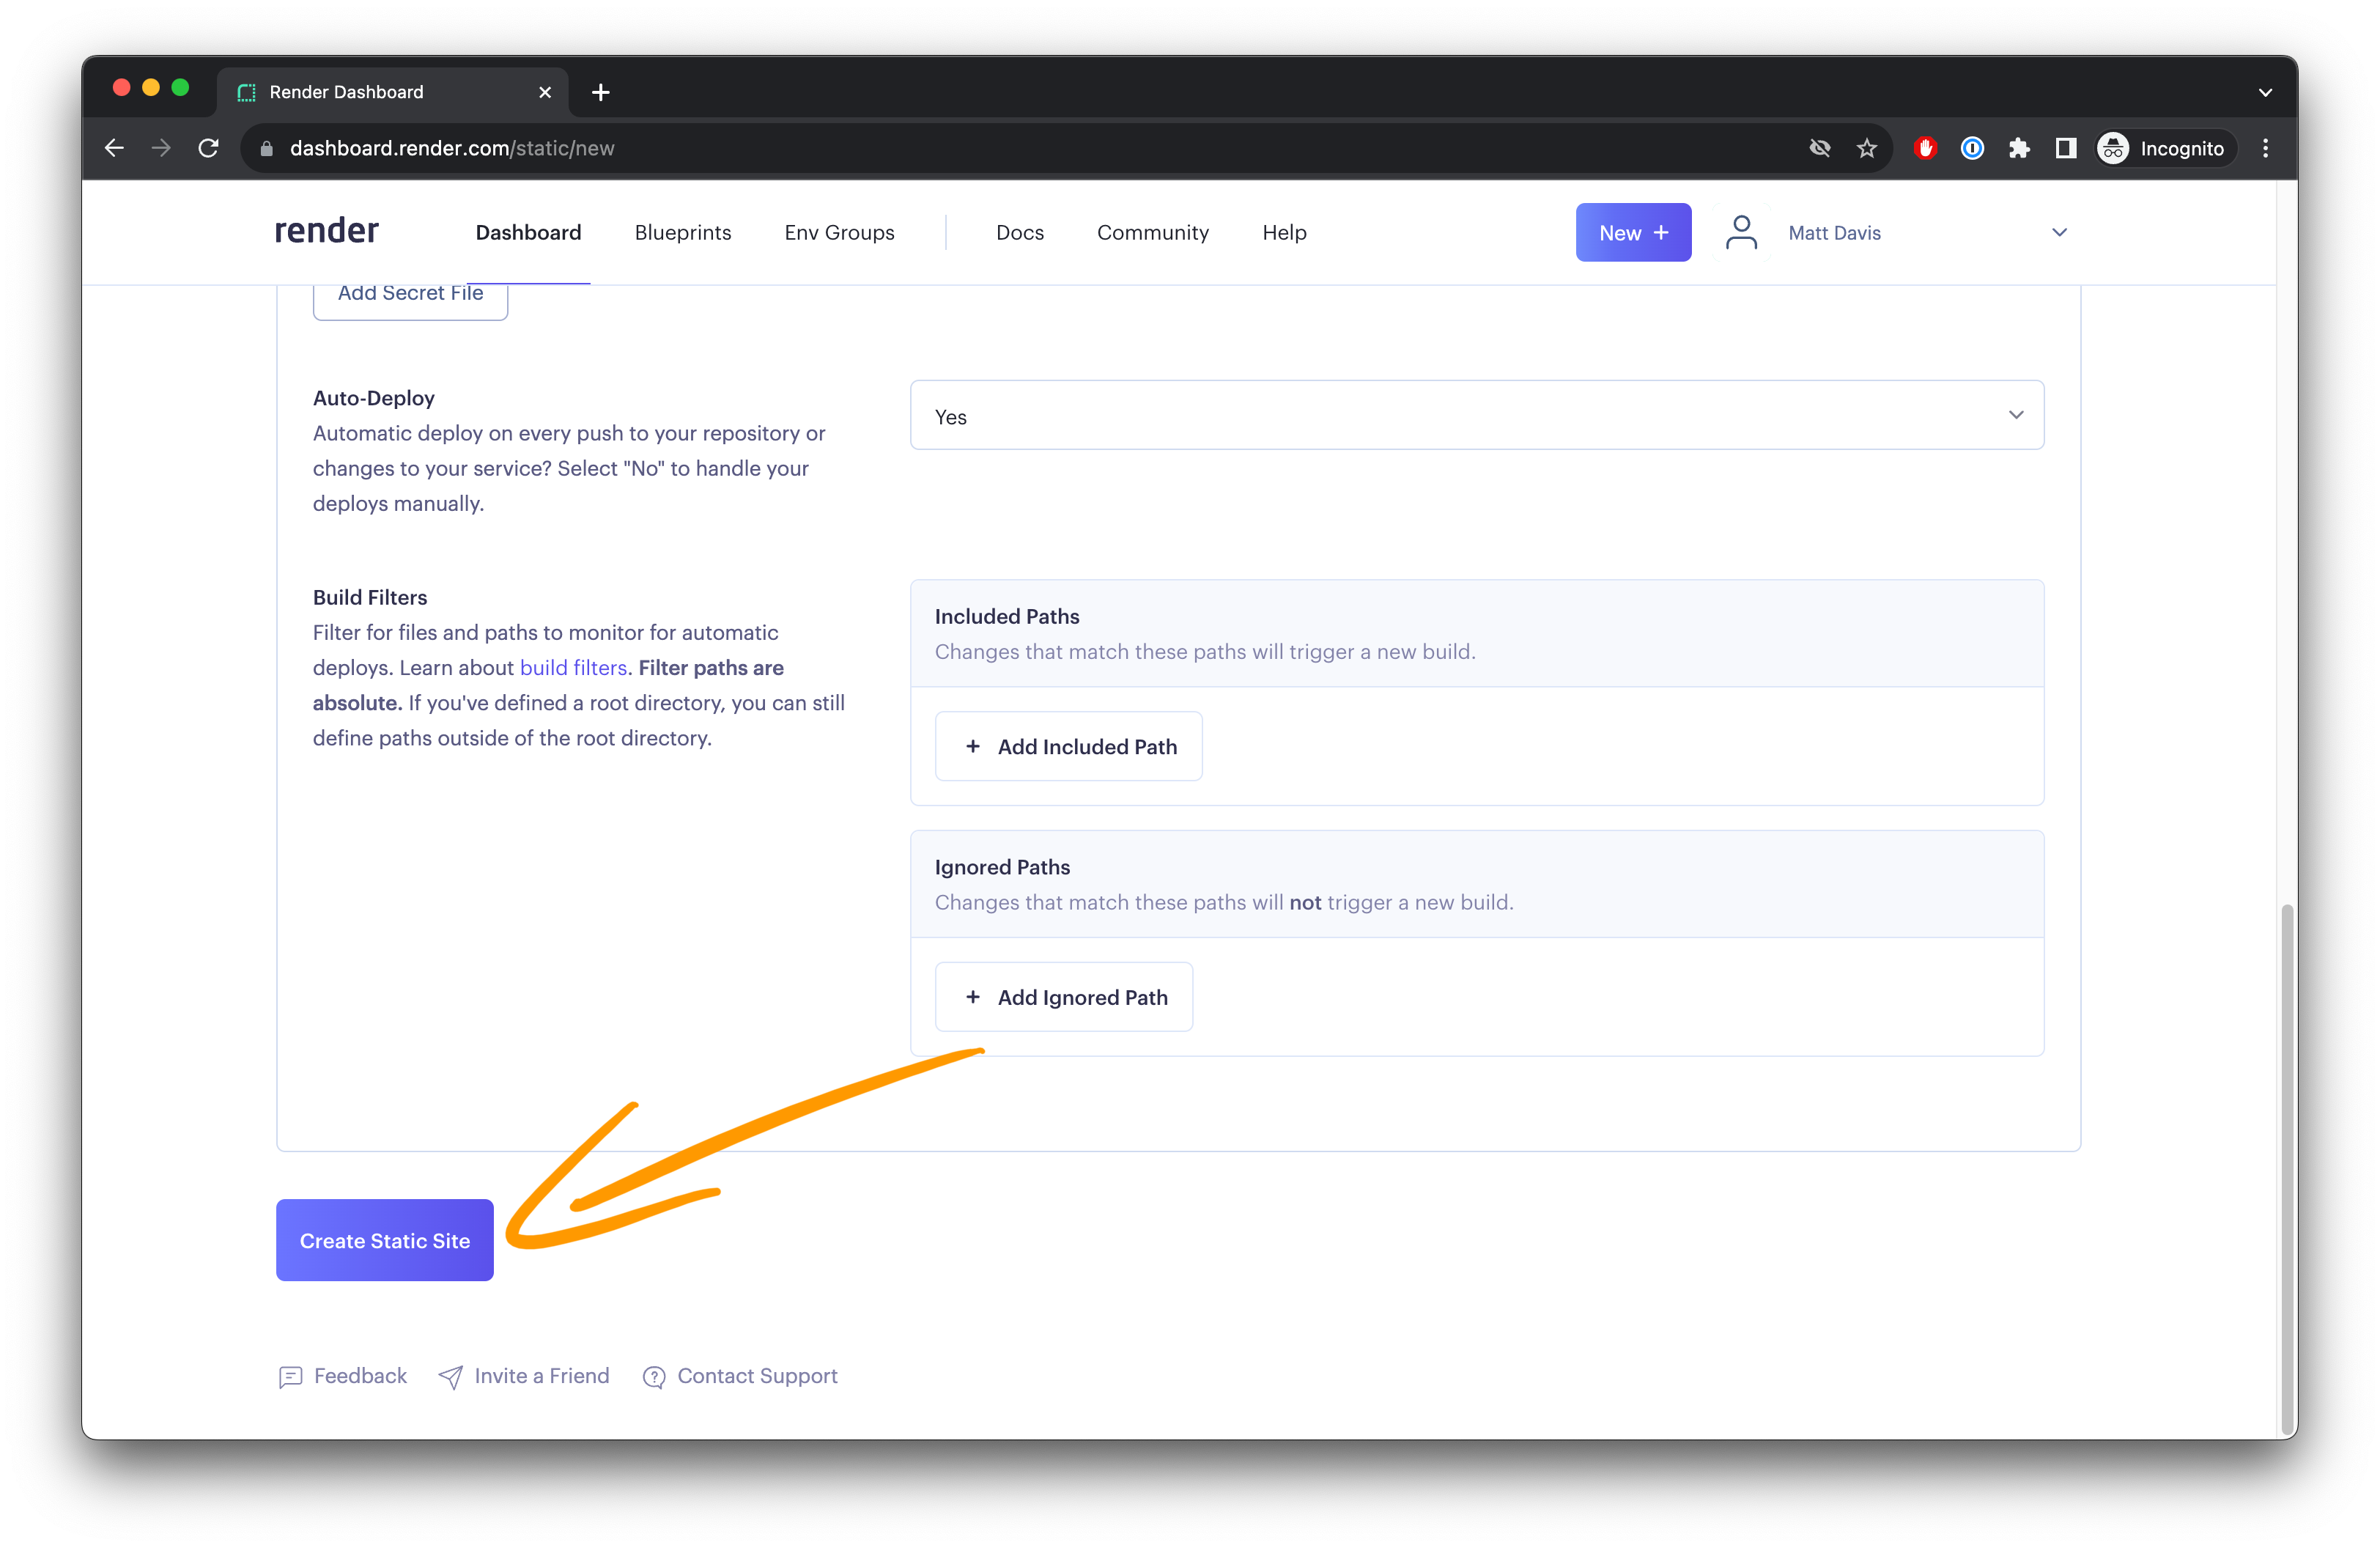 Render Dashboard
dashboard.render.com/static/new
Incognito
render
Dashboard
Blueprints
Env Groups
Docs
Community
Help
New +
Matt Davis
Add Secret File
Auto-Deploy
Automatic deploy on every push to your repository or
changes to your service? Select "No" to handle your
deploys manually.
Yes
Build Filters
Filter for files and paths to monitor for automatic
deploys. Learn about build filters. Filter paths are
absolute. If you've defined a root directory, you can still
define paths outside of the root directory.
Included Paths
Changes that match these paths will trigger a new build.
+ Add Included Path
Ignored Paths
Changes that match these paths will not trigger a new build.
+ Add Ignored Path
Create Static Site
Feedback
Invite a Friend
Contact Support